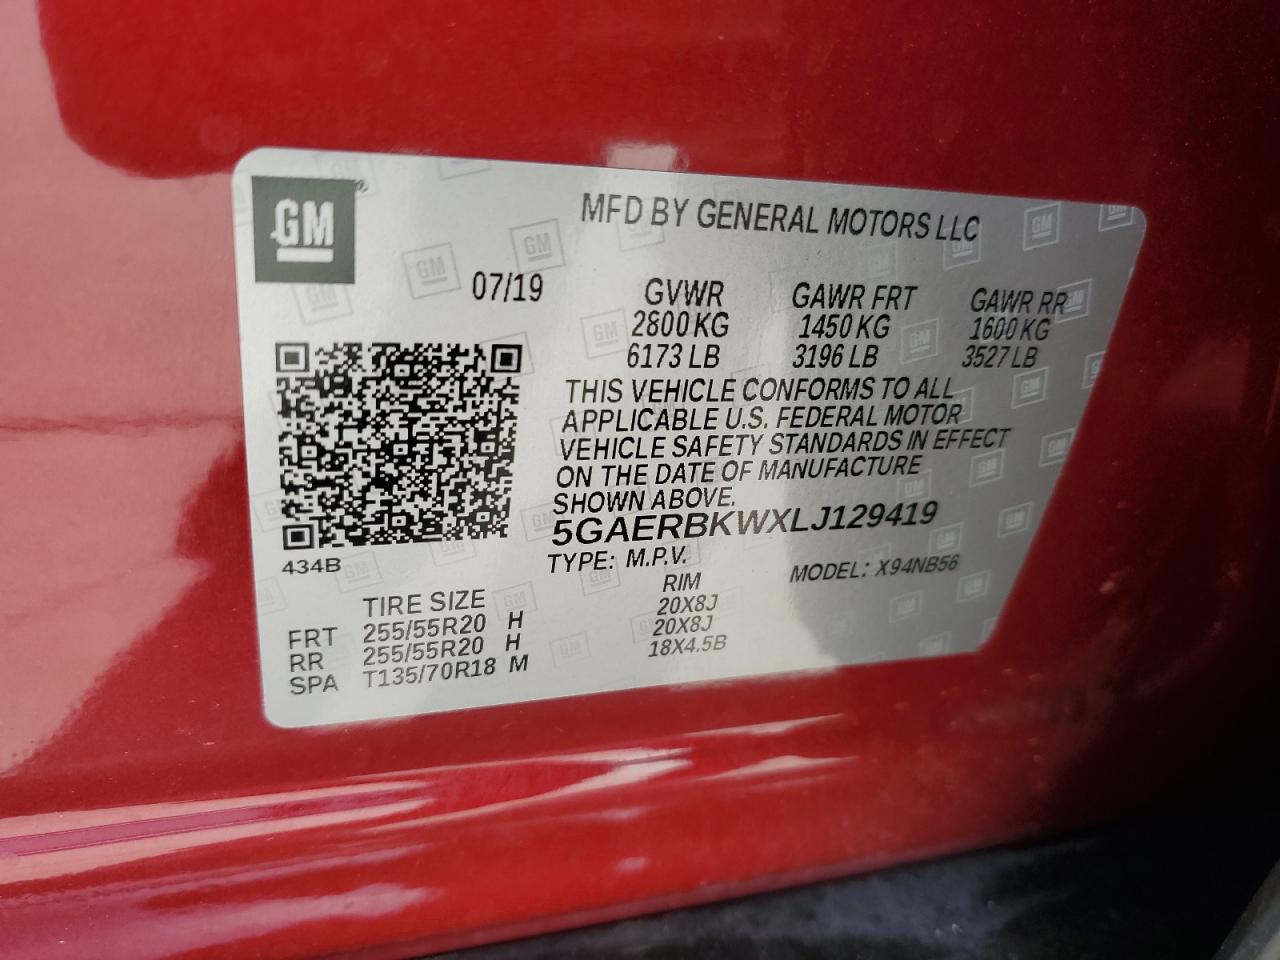 GM
MFD BY GENERAL MOTORS LLC
07/19 GVWR GAWR FRT GAWR RR
2800 KG 1450 KG 1600 KG
6173 LB 3196 LB 3527 LB
THIS VEHICLE CONFORMS TO ALL
APPLICABLE U.S. FEDERAL MOTOR
VEHICLE SAFETY STANDARDS IN EFFECT
ON THE DATE OF MANUFACTURE
SHOWN ABOVE.
5GAERBKWXLJ129419
434B
TYPE: M.P.V. MODEL: X94NB56
TIRE SIZE RIM
FRT 255/55R20 H 20X8J
RR 255/55R20 H 20X8J
SPA T135/70R18 M 18X4.5B